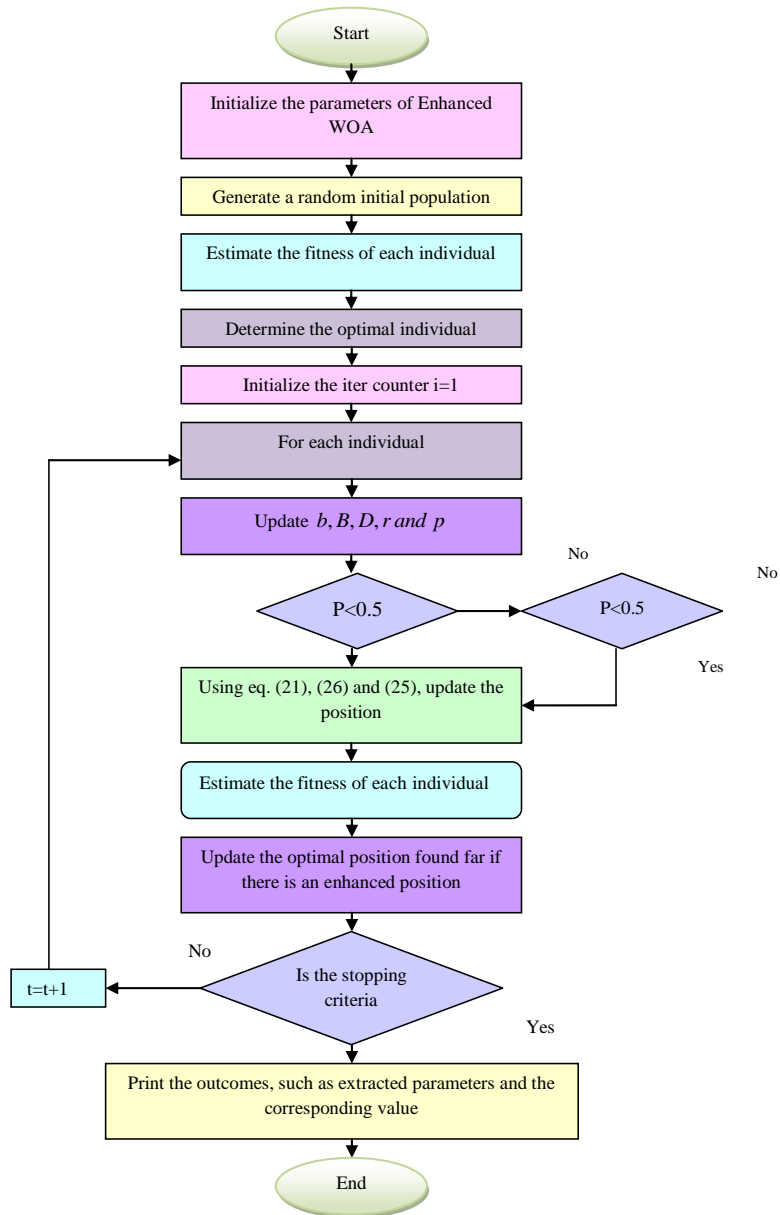 Start
Initialize the parameters of Enhanced
WOA
Generate a random initial population
Estimate the fitness of each individual
Determine the optimal individual
Initialize the iter counter i=1
For each individual
Update b, B, D, r and p
No
No
P<0.5
P<0.5
Yes
Using eq. (21), (26) and (25), update the
position
Estimate the fitness of each individual
Update the optimal position found far if
there is an enhanced position
No
Is the stopping
criteria
t=t+1
Yes
Print the outcomes, such as extracted parameters and the
corresponding value
End